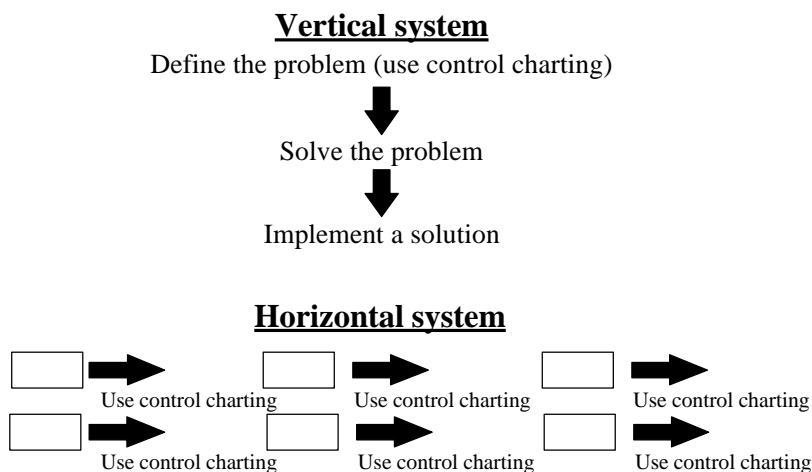 Vertical system
Define the problem (use control charting)
Solve the problem
Implement a solution
Horizontal system
Use control charting Use control charting Use control charting
Use control charting Use control charting Use control charting